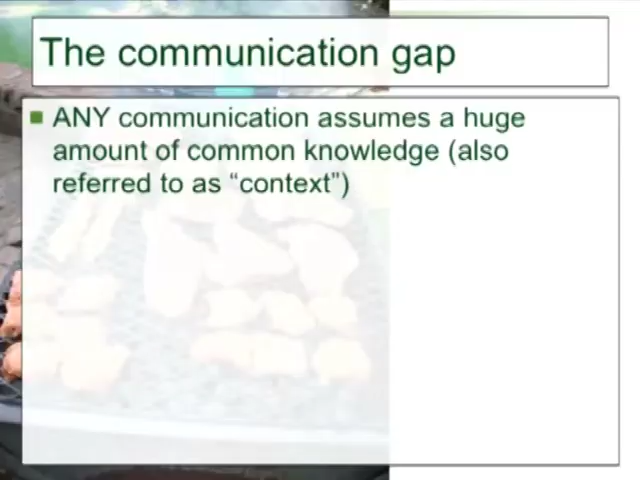 The communication gap
ANY communication assumes a huge
amount of common knowledge (also
referred to as “context”)